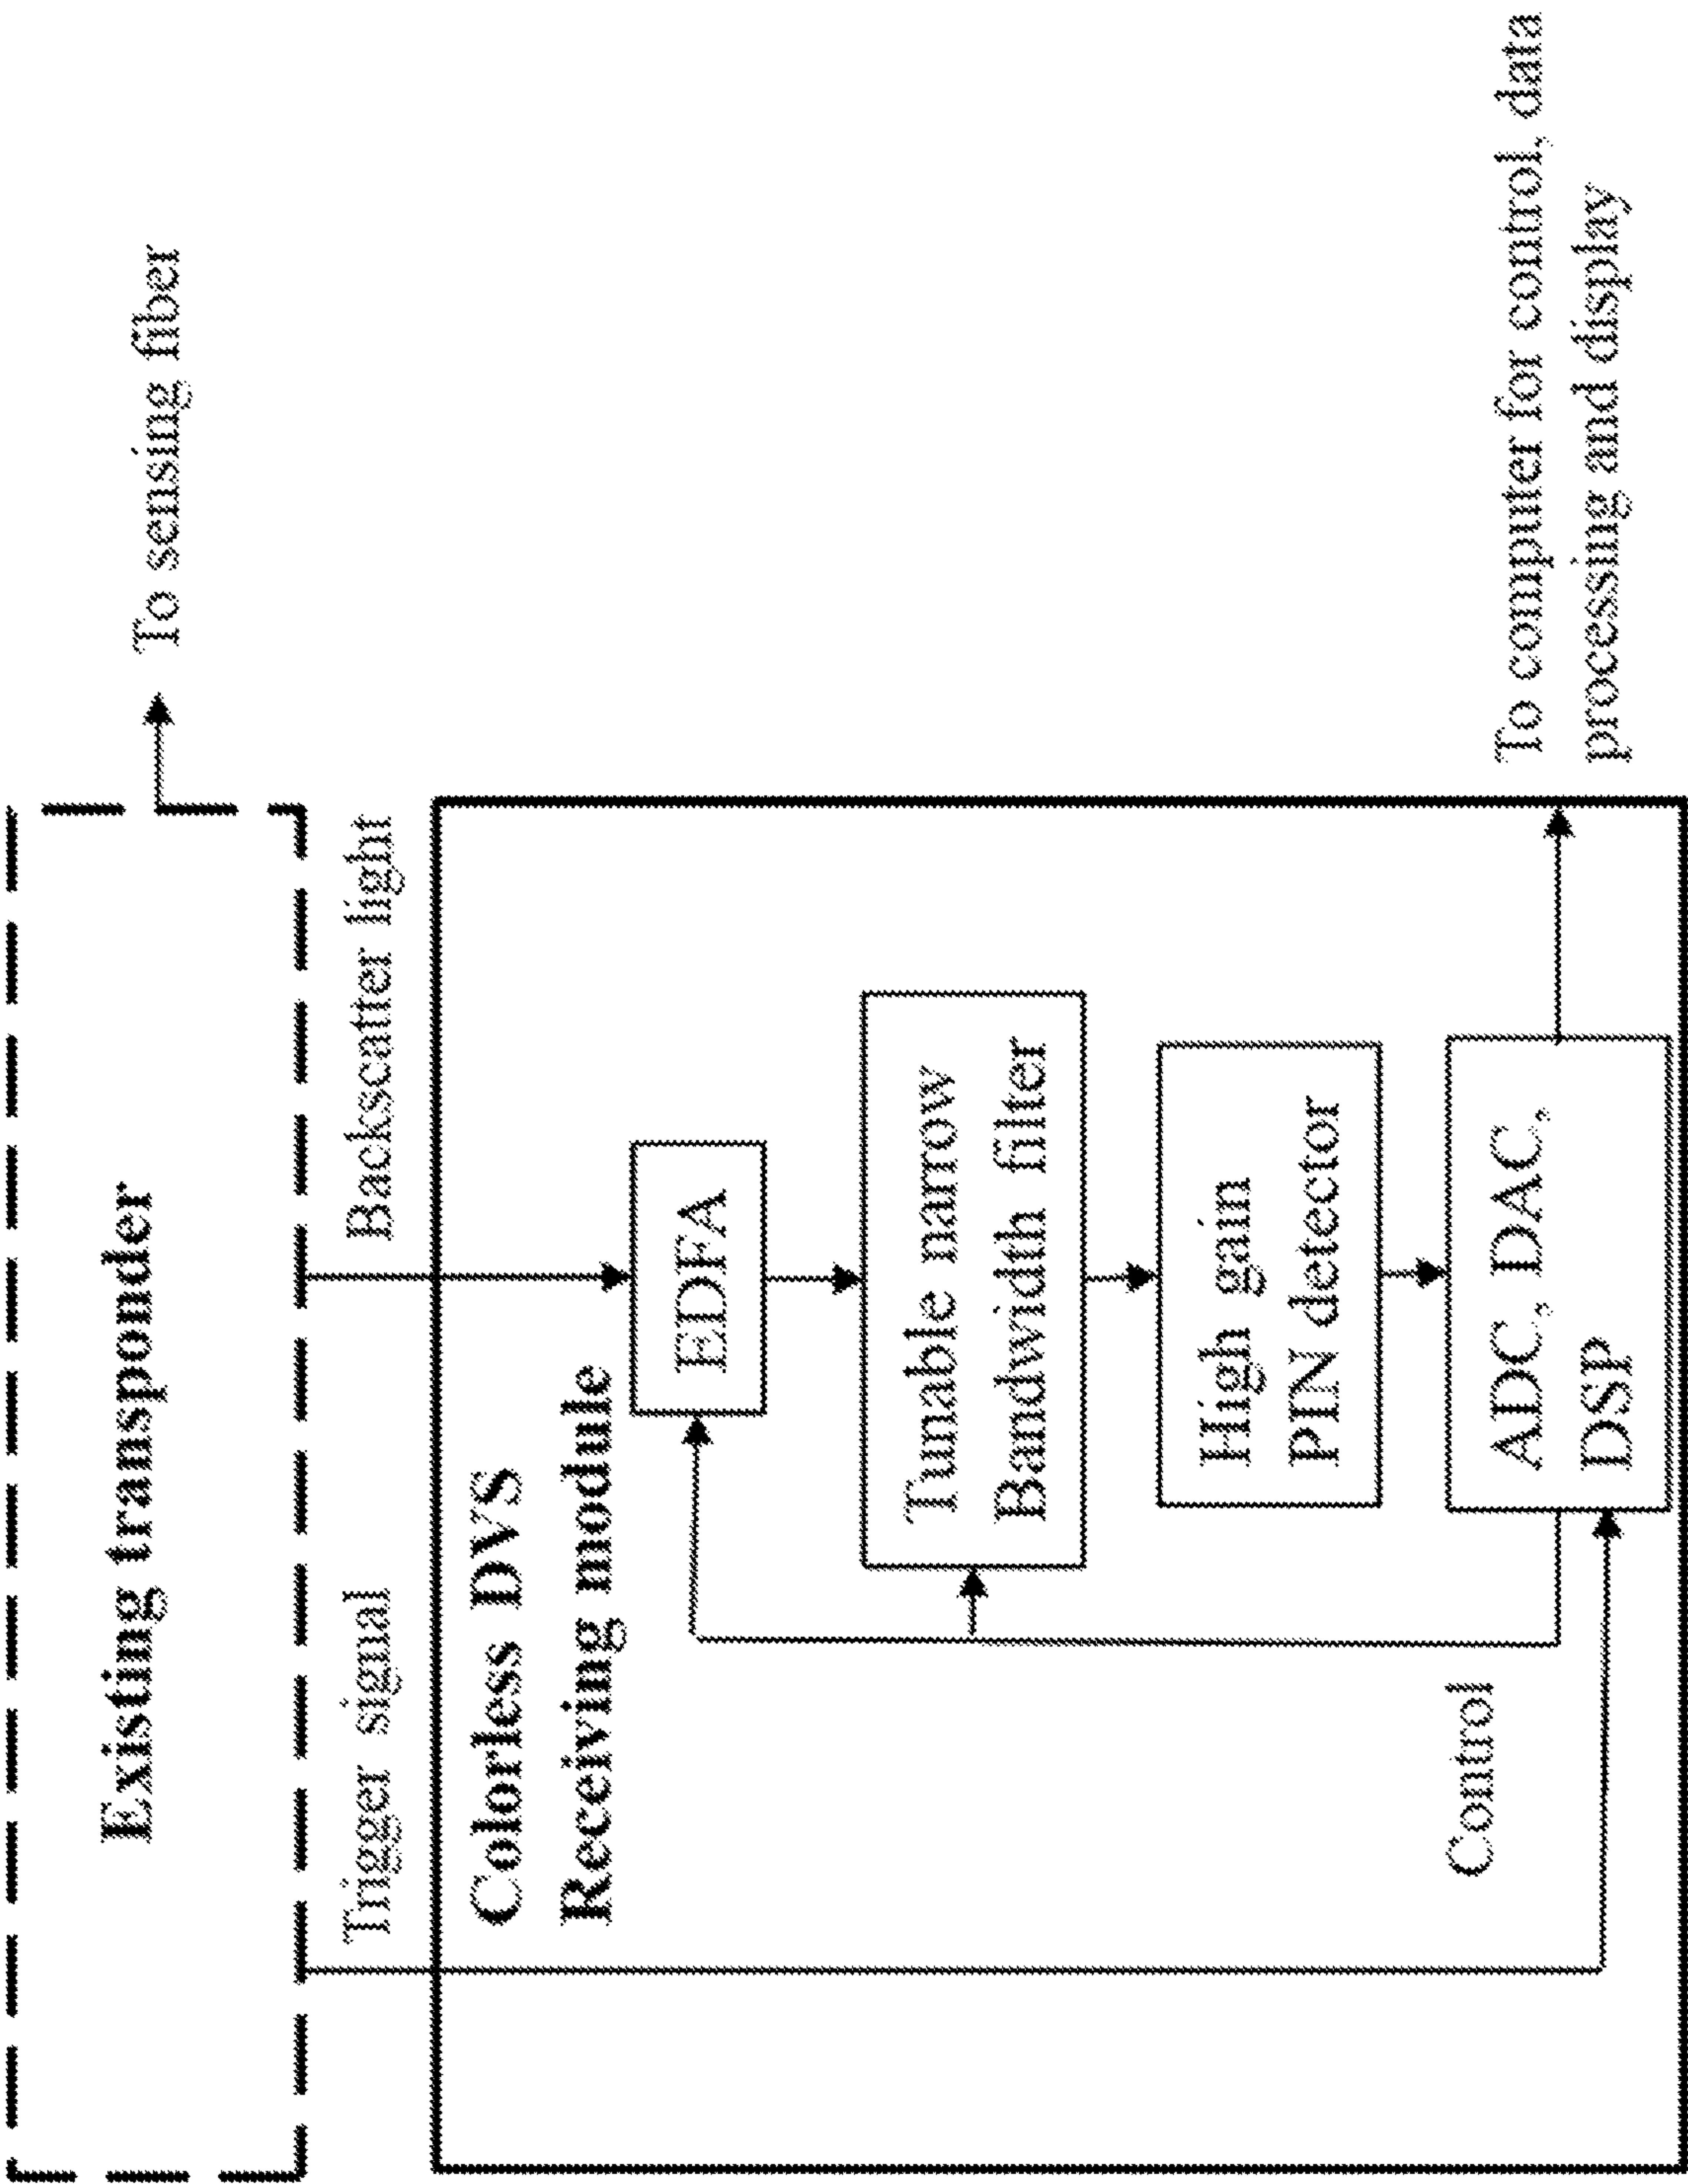 Existing transponder
To sensing fiber
Trigger signal
Backscatter light
Colorless DVS
Receiving module
EDFA
Tunable narrow
Bandwidth filter
High gain
PIN detector
Control
ADC, DAC,
DSP
To computer for control, data
processing and display